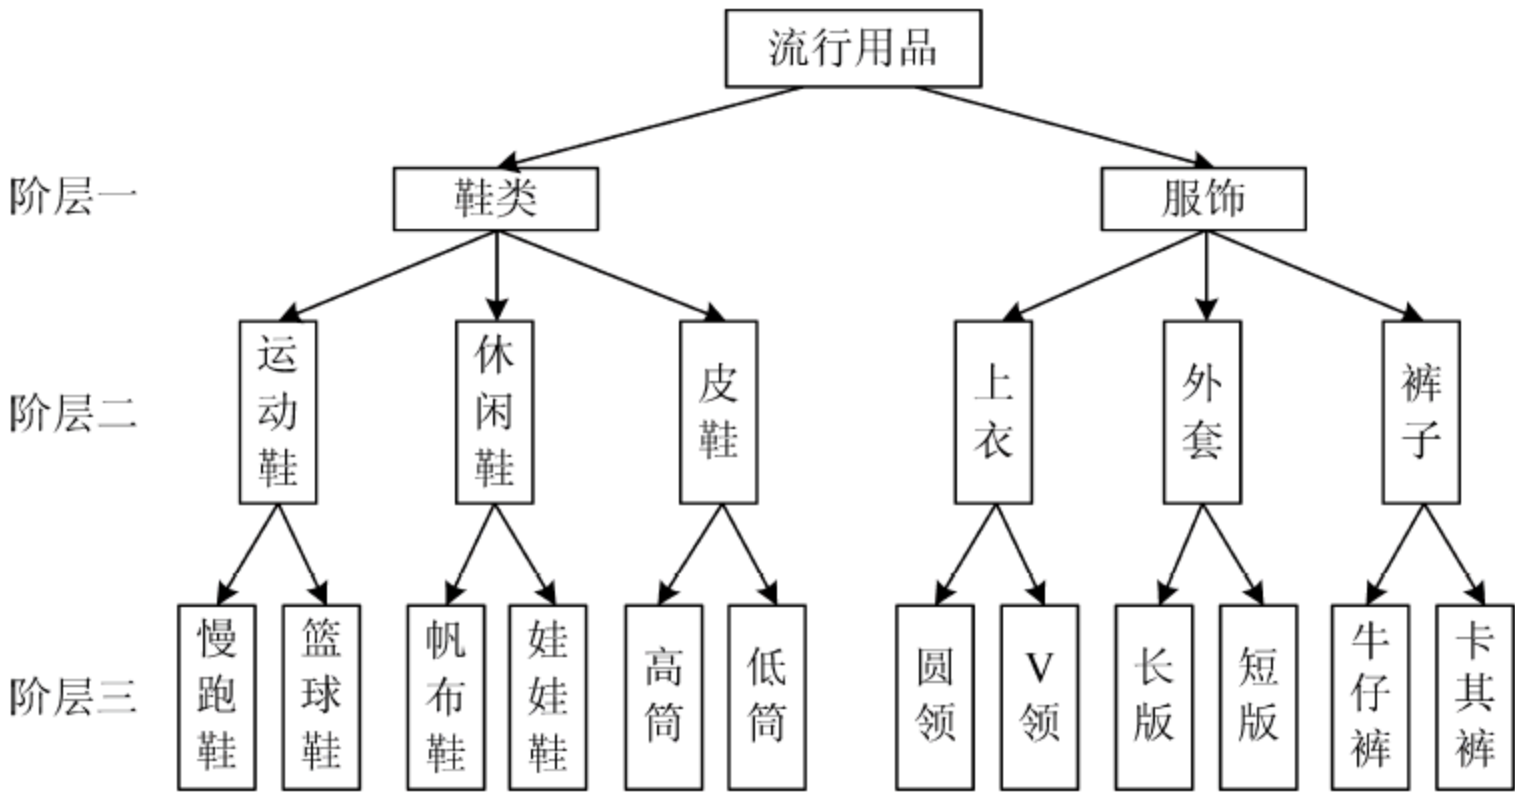 流行用品
阶层一
鞋类
服饰
阶层二
运动鞋
休闲鞋
皮鞋
上衣
外套
裤子
阶层三
慢跑鞋
篮球鞋
帆布鞋
娃娃鞋
高筒
低筒
圆领
V领
长版
短版
牛仔裤
卡其裤